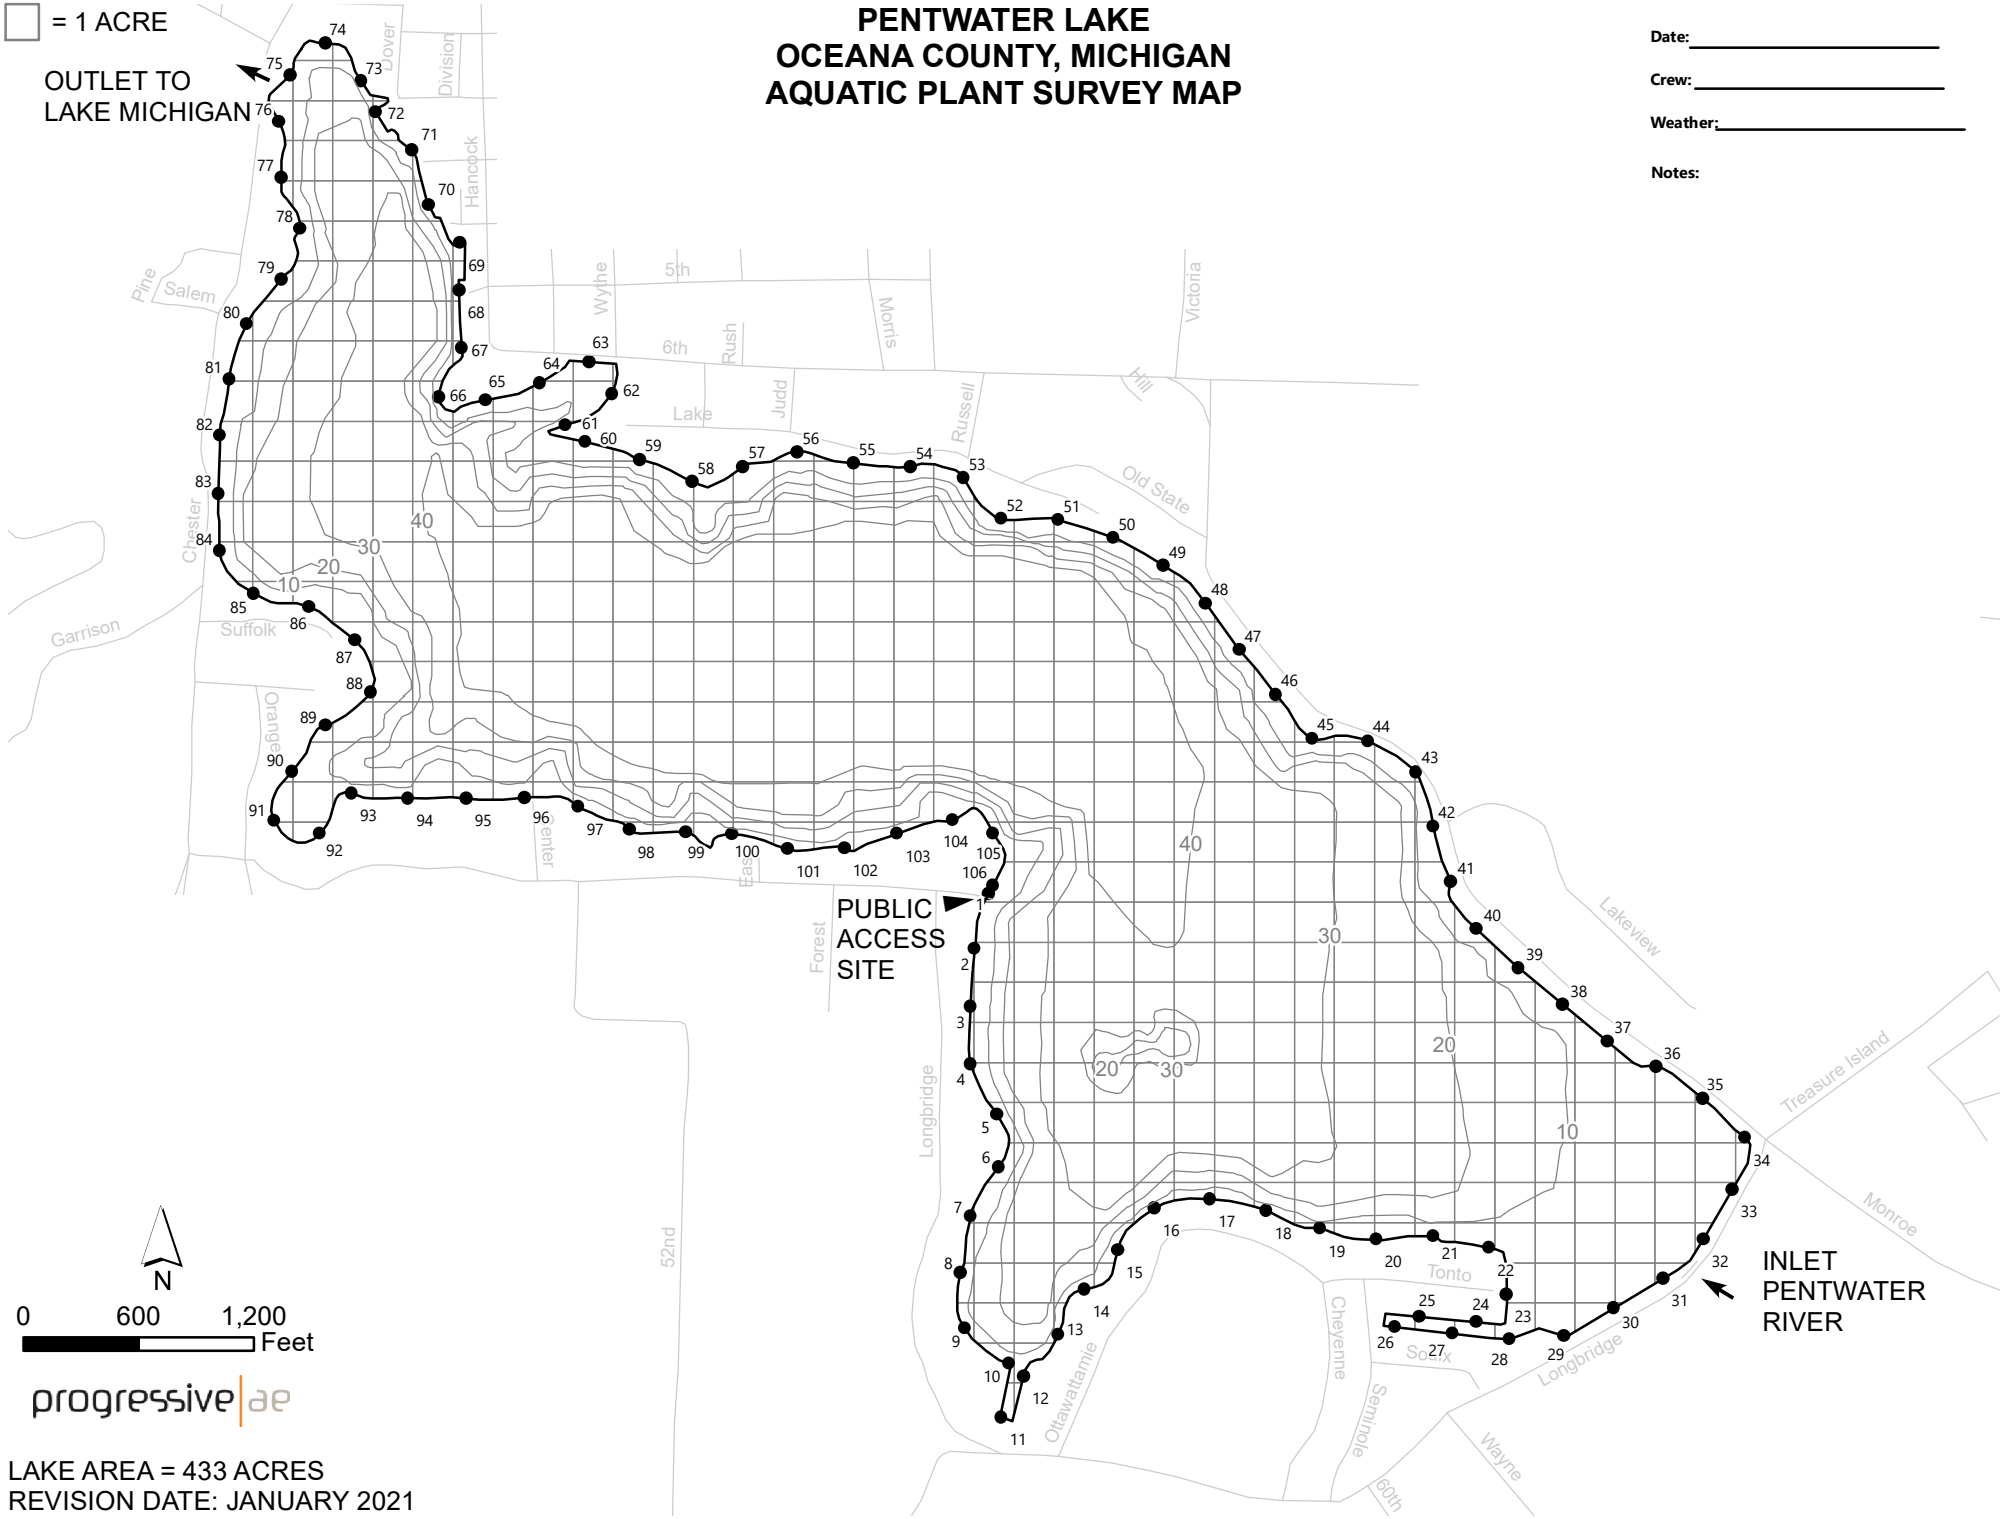 = 1 ACRE
PENTWATER LAKE
OCEANA COUNTY, MICHIGAN
AQUATIC PLANT SURVEY MAP
Date:
Crew:
Weather:
Notes:
OUTLET TO
LAKE MICHIGAN
74
75
73
76
72
71
77
70
78
69
79
68
80
67
81
66
65
64
63
62
61
60
82
59
58
57
56
55
54
53
83
52
51
50
84
49
85
48
86
47
87
46
88
45
44
89
43
90
42
91
41
92
93
94
95
96
97
98
99
100
101
102
103
104
105
106
1
40
39
2
38
3
37
4
36
35
5
34
6
33
7
32
8
31
9
30
10
29
11
12
13
14
15
16
17
18
19
20
21
22
23
24
25
26
27
28
10
20
30
40
40
30
20
10
20
30
Dover
Division
Hancock
Pine
Salem
Wythe
5th
Rush
6th
Morris
Victoria
Hill
Judd
Lake
Russell
Old State
Chester
Garrison
Suffolk
Orange
Forest
Longbridge
52nd
Lakeview
Treasure Island
Monroe
Tonto
Cheyenne
Seminole
Longbridge
Ottawattamie
Wayne
60th
PUBLIC
ACCESS
SITE
INLET
PENTWATER
RIVER
N
0 600 1,200
Feet
progressive ae
LAKE AREA = 433 ACRES
REVISION DATE: JANUARY 2021